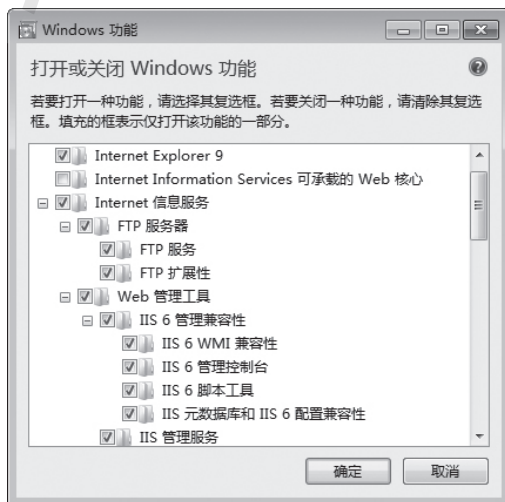 Windows 功能
打开或关闭 Windows 功能
若要打开一种功能，请选择其复选框。若要关闭一种功能，请清除其复选
框。填充的框表示仅打开该功能的一部分。
Internet Explorer 9
Internet Information Services 可承载的 Web 核心
Internet 信息服务
FTP 服务器
FTP 服务
FTP 扩展性
Web 管理工具
IIS 6 管理兼容性
IIS 6 WMI 兼容性
IIS 6 管理控制台
IIS 6 脚本工具
IIS 元数据库和 IIS 6 配置兼容性
IIS 管理服务
确定 取消